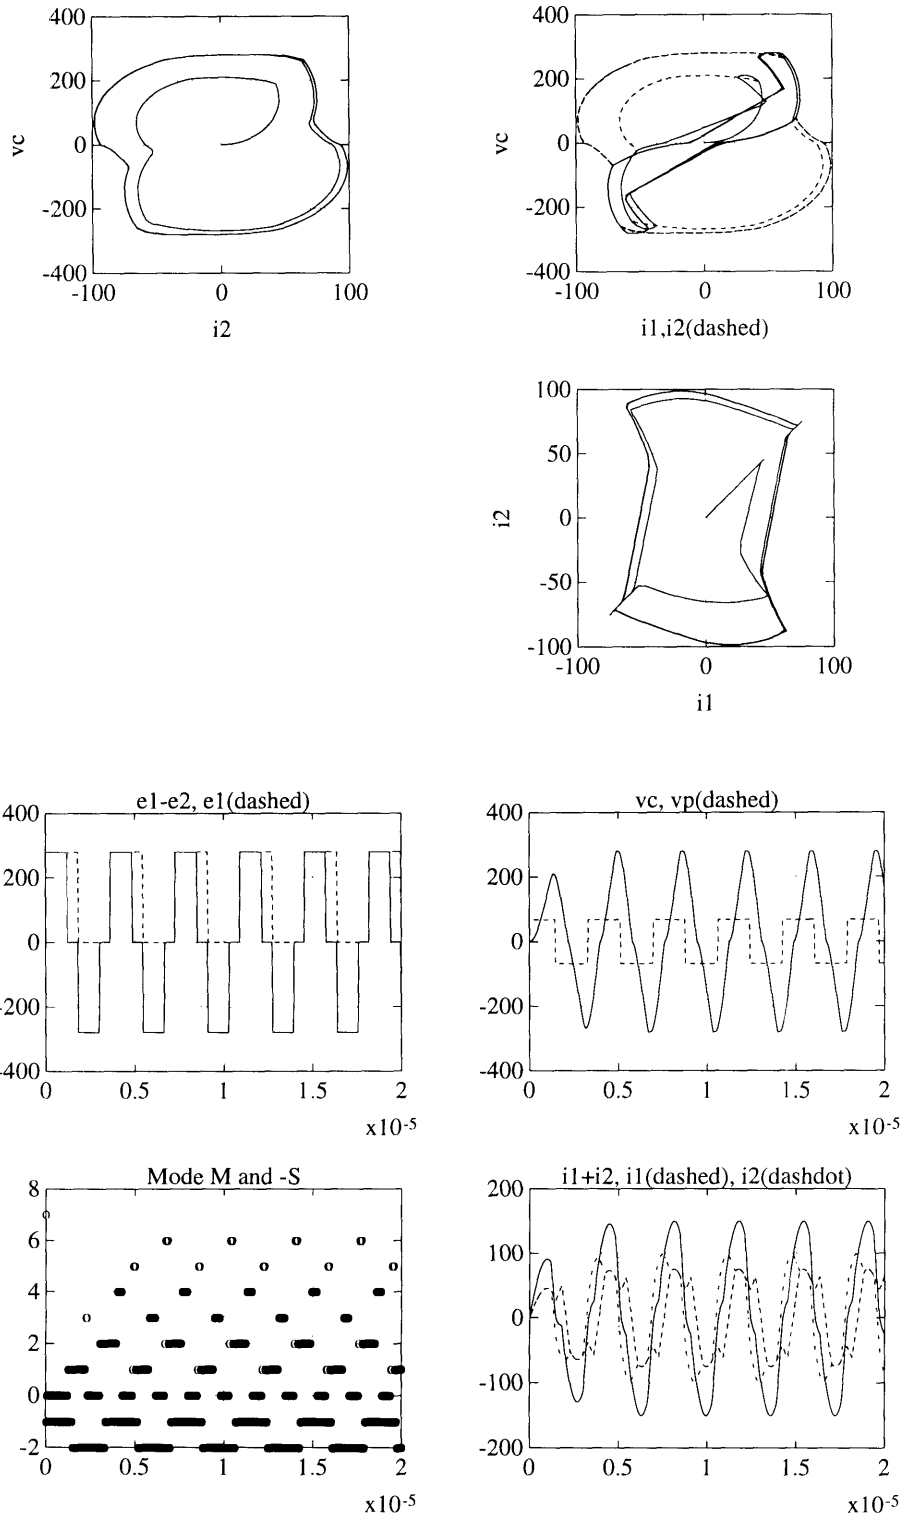 400
200
0
-200
-400
vc
-100 0 100
i2
400
200
0
-200
-400
vc
-100 0 100
i1,i2(dashed)
100
50
0
-50
-100
i2
-100 0 100
i1
e1-e2, e1(dashed)
400
200
0
-200
-400
0 0.5 1 1.5 2
x10-5
vc, vp(dashed)
400
200
0
-200
-400
0 0.5 1 1.5 2
x10-5
Mode M and -S
8
6
4
2
0
-2
0 0.5 1 1.5 2
x10-5
i1+i2, i1(dashed), i2(dashdot)
200
100
0
-100
-200
0 0.5 1 1.5 2
x10-5